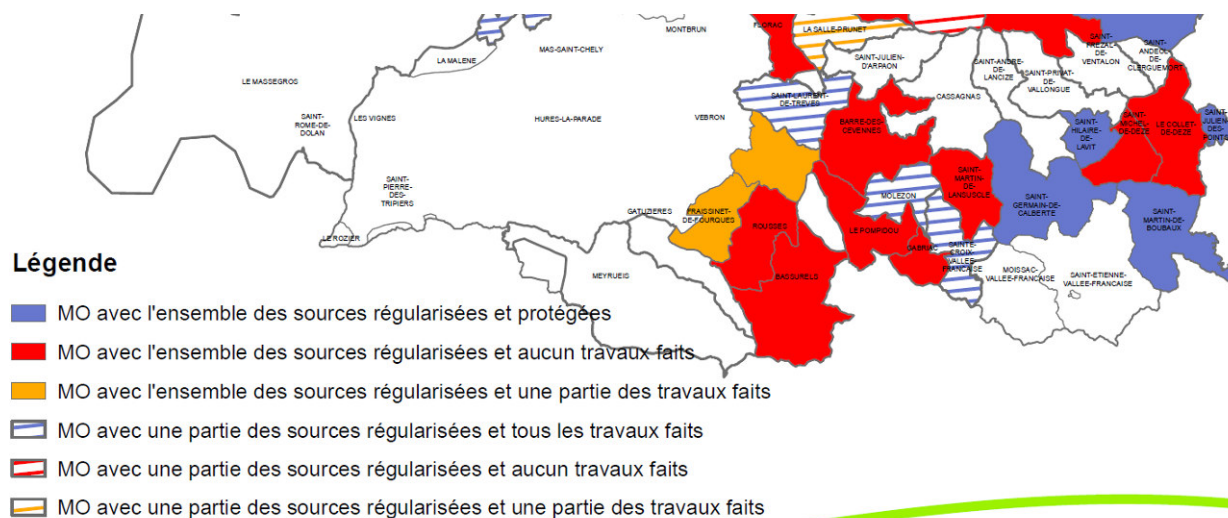 FLORAC
MONTBRUN
LA SALLE-PRUNET
SAINT-
FREZAL-
DE-
VENTALON
SAINT-
ANDEOL-
DE-
CLERGUEMORT
MAS-SAINT-CHELY
LA MALENE
SAINT-JULIEN-
D'ARPAON
SAINT-ANDRE-
DE-
LANCIZE
SAINT-PRIVAT-
DE-
VALLONGUE
LE MASSEGROS
CASSAGNAS
SAINT-LAURENT-
DE-TREVES
SAINT-
ROME-DE-
DOLAN
LES VIGNES
HURES-LA-PARADE
VEBRON
BARRE-DES-
CEVENNES
SAINT-
HILAIRE-
DE-
LAVIT
SAINT-
MICHEL-
DE-DEZE
LE COLLET-
DE-DEZE
SAINT-
JULIEN-
DES-
POINTS
SAINT-
PIERRE-
DES-
TRIPIERS
SAINT-
MARTIN-
DE-
LANSUSCLE
MOLEZON
SAINT-
GERMAIN-DE-
CALBERTE
SAINT-
MARTIN-DE-
BOUBAUX
GATUZIERES
FRAISSINET-
DE-FOURQUES
ROUSSES
LE POMPIDOU
GABRIAC
SAINTE-
CROIX-
VALLEE-
FRANCAISE
LE ROZIER
MEYRUEIS
BASSURELS
MOISSAC-
VALLEE-FRANCAISE
SAINT-ETIENNE-
VALLEE-FRANCAISE
Légende
MO avec l'ensemble des sources régularisées et protégées
MO avec l'ensemble des sources régularisées et aucun travaux faits
MO avec l'ensemble des sources régularisées et une partie des travaux faits
MO avec une partie des sources régularisées et tous les travaux faits
MO avec une partie des sources régularisées et aucun travaux faits
MO avec une partie des sources régularisées et une partie des travaux faits